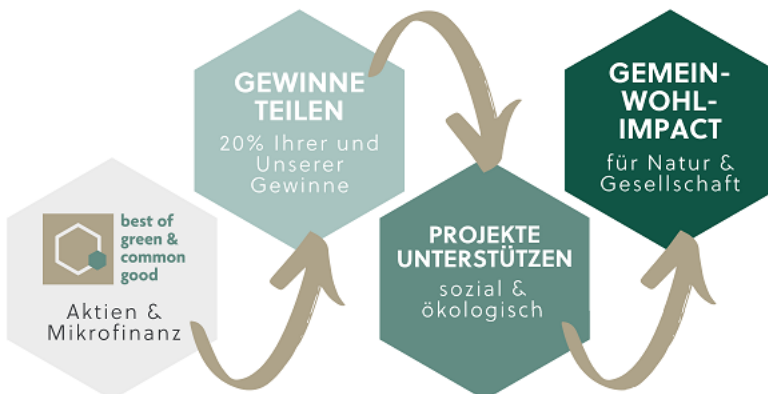 best of
green &
common
good
Aktien &
Mikrofinanz
GEWINNE
TEILEN
20% Ihrer und
Unserer
Gewinne
PROJEKTE
UNTERSTÜTZEN
sozial &
ökologisch
GEMEIN-
WOHL-
IMPACT
für Natur &
Gesellschaft